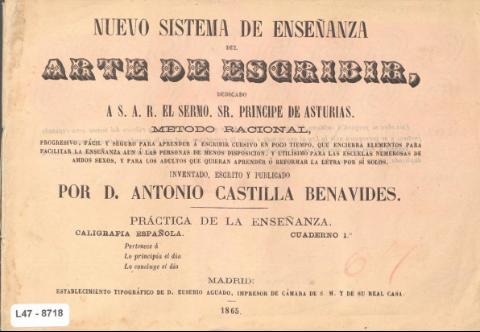 NUEVO SISTEMA DE ENSEÑANZA
DEL
ARTE DE ESCRIBIR,
DEDICADO
A S. A. R. EL SERMO. SR. PRINCIPE DE ASTURIAS.
METODO RACIONAL,
PROGRESIVO, FÁCIL Y SEGURO PARA APRENDER Á ESCRIBIR CURSIVO EN POCO TIEMPO, QUE ENCIERRA ELEMENTOS PARA
FACILITAR LA ENSEÑANZA AUN Á LAS PERSONAS DE MENOS DISPOSICION, Y UTILÍSIMO PARA LAS ESCUELAS NUMEROSAS DE
AMBOS SEXOS, Y PARA LOS ADULTOS QUE QUIERAN APRENDER Ó REFORMAR LA LETRA POR SÍ SOLOS,
INVENTADO, ESCRITO Y PUBLICADO
POR D. ANTONIO CASTILLA BENAVIDES.
PRÁCTICA DE LA ENSEÑANZA.
CALIGRAFIA ESPAÑOLA. CUADERNO 1.º
Pertenece á
Lo principia el dia
Lo concluye el dia
67
MADRID:
ESTABLECIMIENTO TIPOGRÁFICO DE D. EUSEBIO AGUADO, IMPRESOR DE CÁMARA DE S. M. Y DE SU REAL CASA.
1865.
L47 - 8718